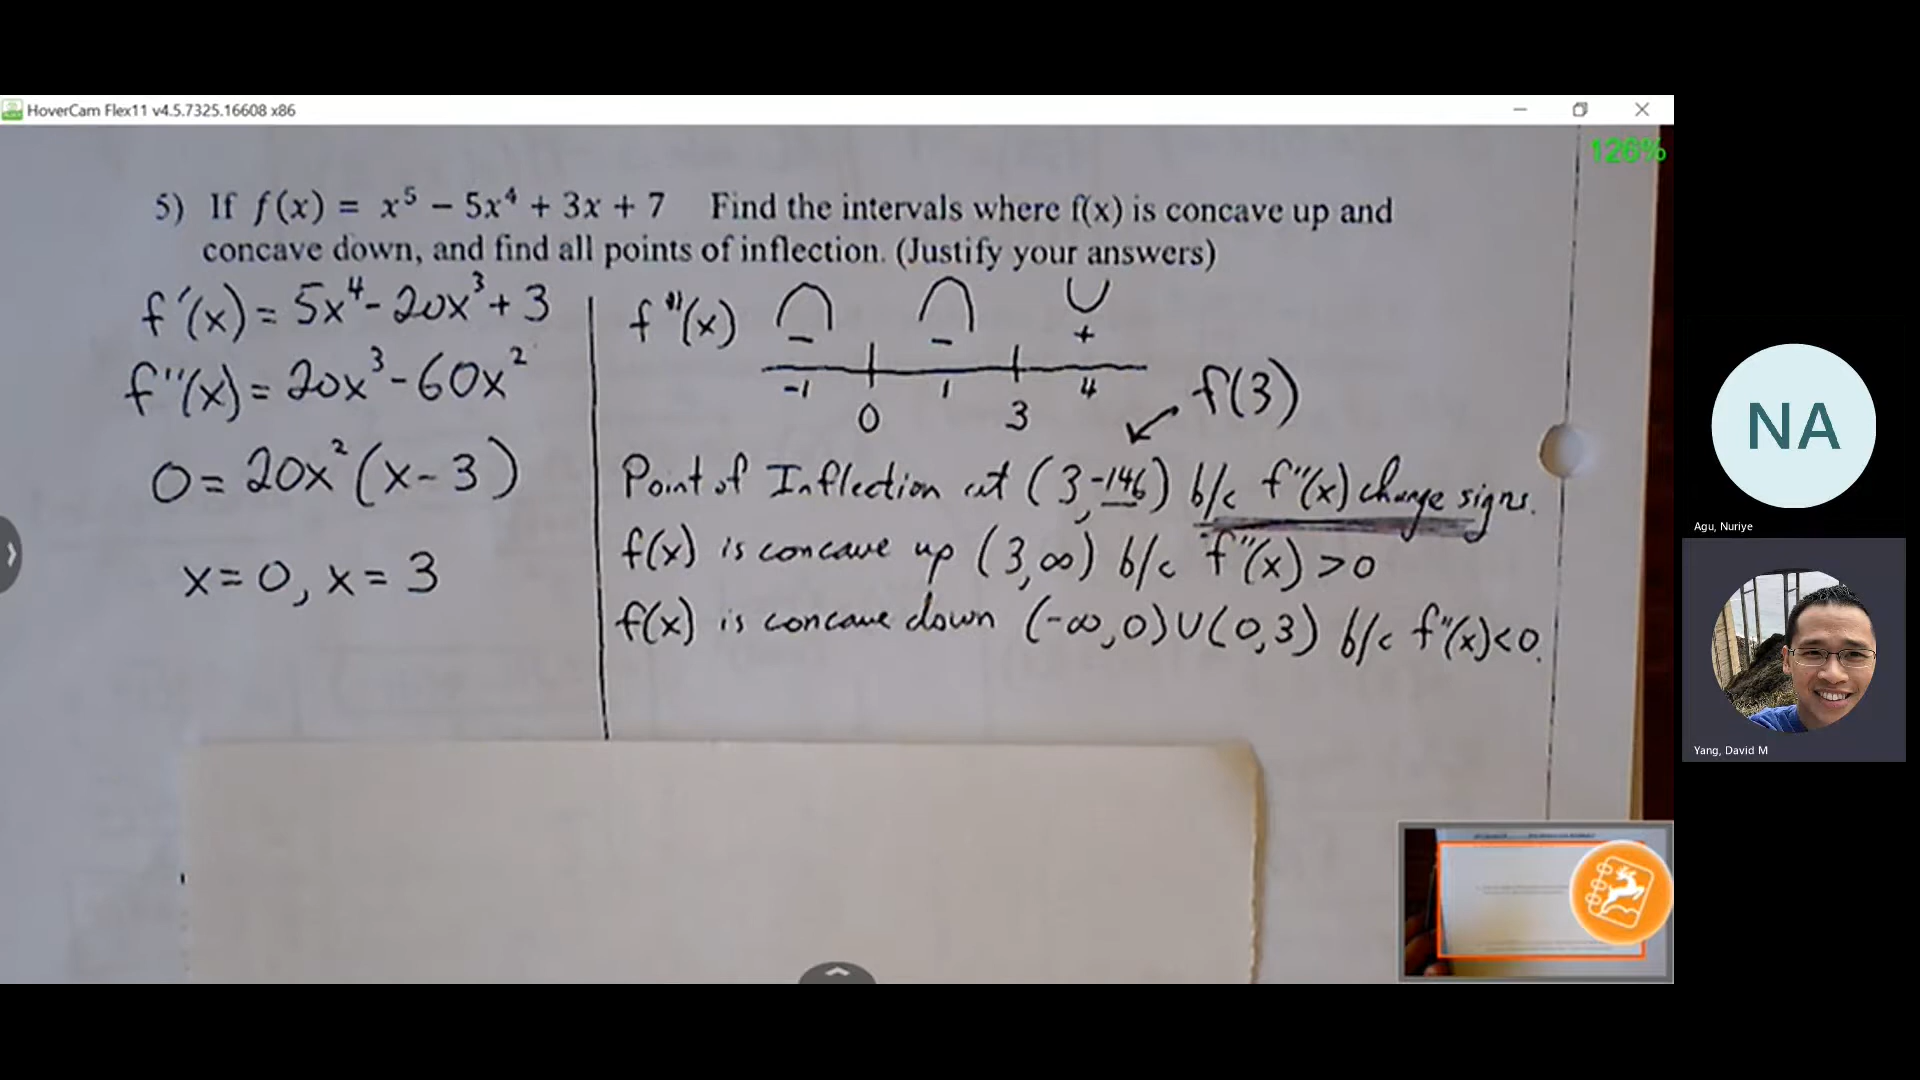 HoverCam Flex11 v4.5.7325.16608 x86
126%
5) If f(x) = x⁵ − 5x⁴ + 3x + 7 Find the intervals where f(x) is concave up and
concave down, and find all points of inflection. (Justify your answers)
f'(x) = 5x⁴ - 20x³ + 3
f''(x) = 20x³ - 60x²
0 = 20x² (x - 3)
x = 0, x = 3
f''(x)
− − +
-1 1 4
0 3
f(3)
Point of Inflection at (3, -146) b/c f''(x) change signs.
f(x) is concave up (3, ∞) b/c f''(x) > 0
f(x) is concave down (-∞, 0) U (0, 3) b/c f''(x) < 0.
NA
Agu, Nuriye
Yang, David M